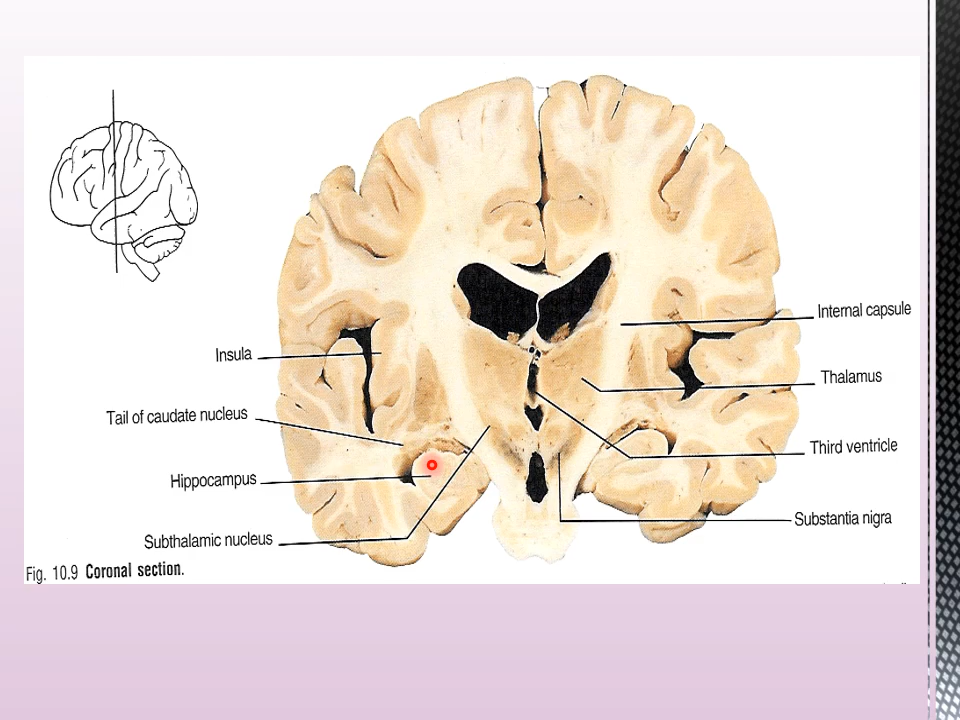 Internal capsule
Insula
Thalamus
Tail of caudate nucleus
Third ventricle
Hippocampus
Substantia nigra
Subthalamic nucleus
Fig. 10.9 Coronal section.